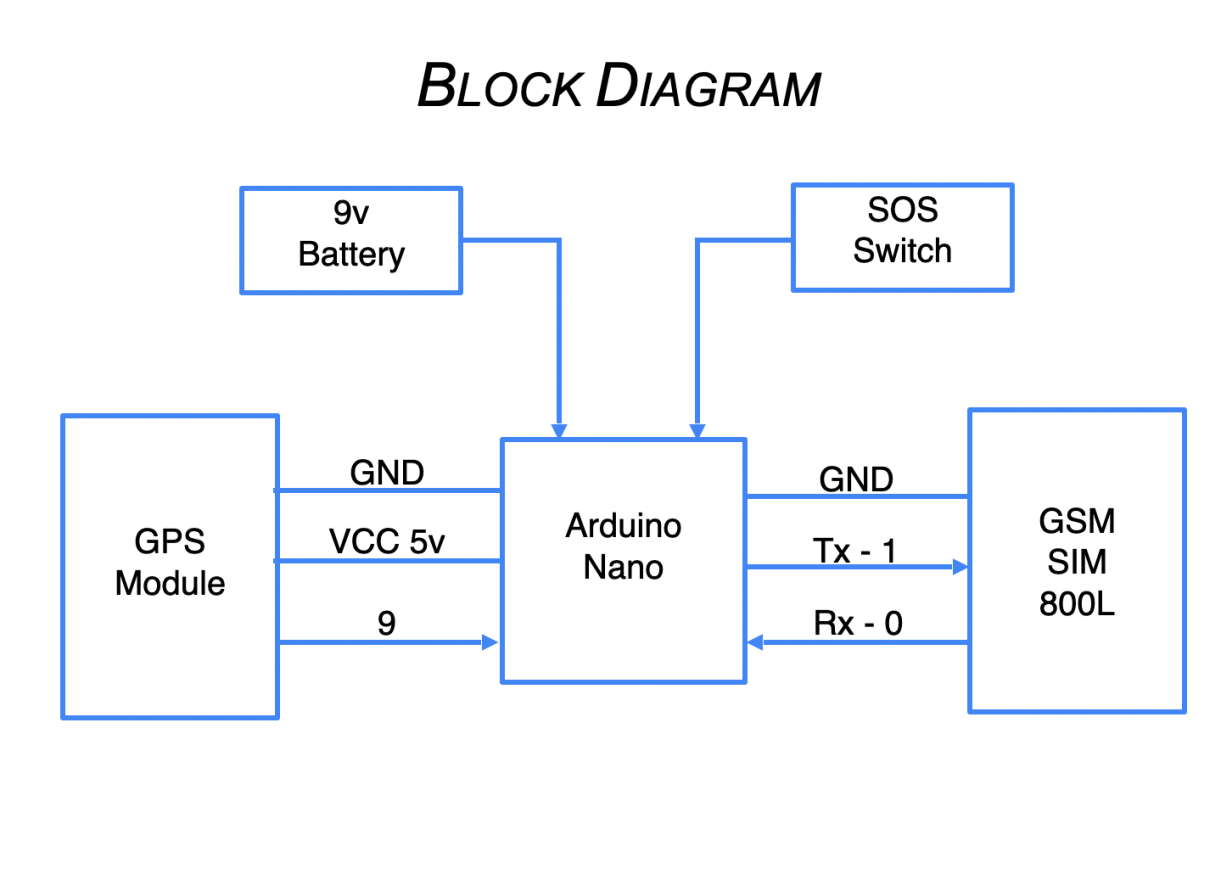 BLOCK DIAGRAM
9v
Battery
SOS
Switch
GPS
Module
GND
VCC 5v
9
Arduino
Nano
GND
Tx - 1
Rx - 0
GSM
SIM
800L